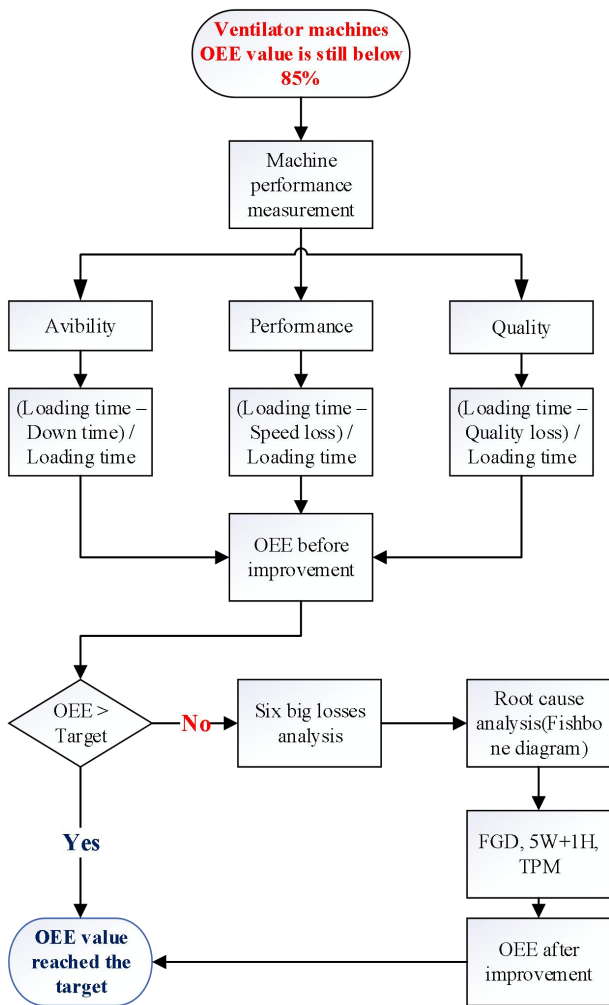 Ventilator machines
OEE value is still below
85%
Machine
performance
measurement
Avibility
Performance
Quality
(Loading time –
Down time) /
Loading time
(Loading time –
Speed loss) /
Loading time
(Loading time –
Quality loss) /
Loading time
OEE before
improvement
OEE >
Target
No
Six big losses
analysis
Root cause
analysis(Fishbo
ne diagram)
Yes
FGD, 5W+1H,
TPM
OEE value
reached the
target
OEE after
improvement